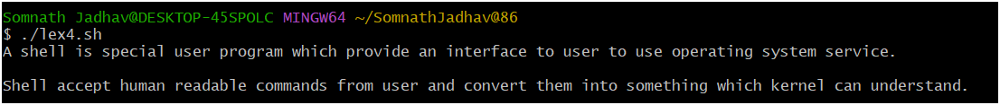 Somnath Jadhav@DESKTOP-45SPOLC MINGW64 ~/SomnathJadhav@86
$ ./lex4.sh
A shell is special user program which provide an interface to user to use operating system service.
Shell accept human readable commands from user and convert them into something which kernel can understand.